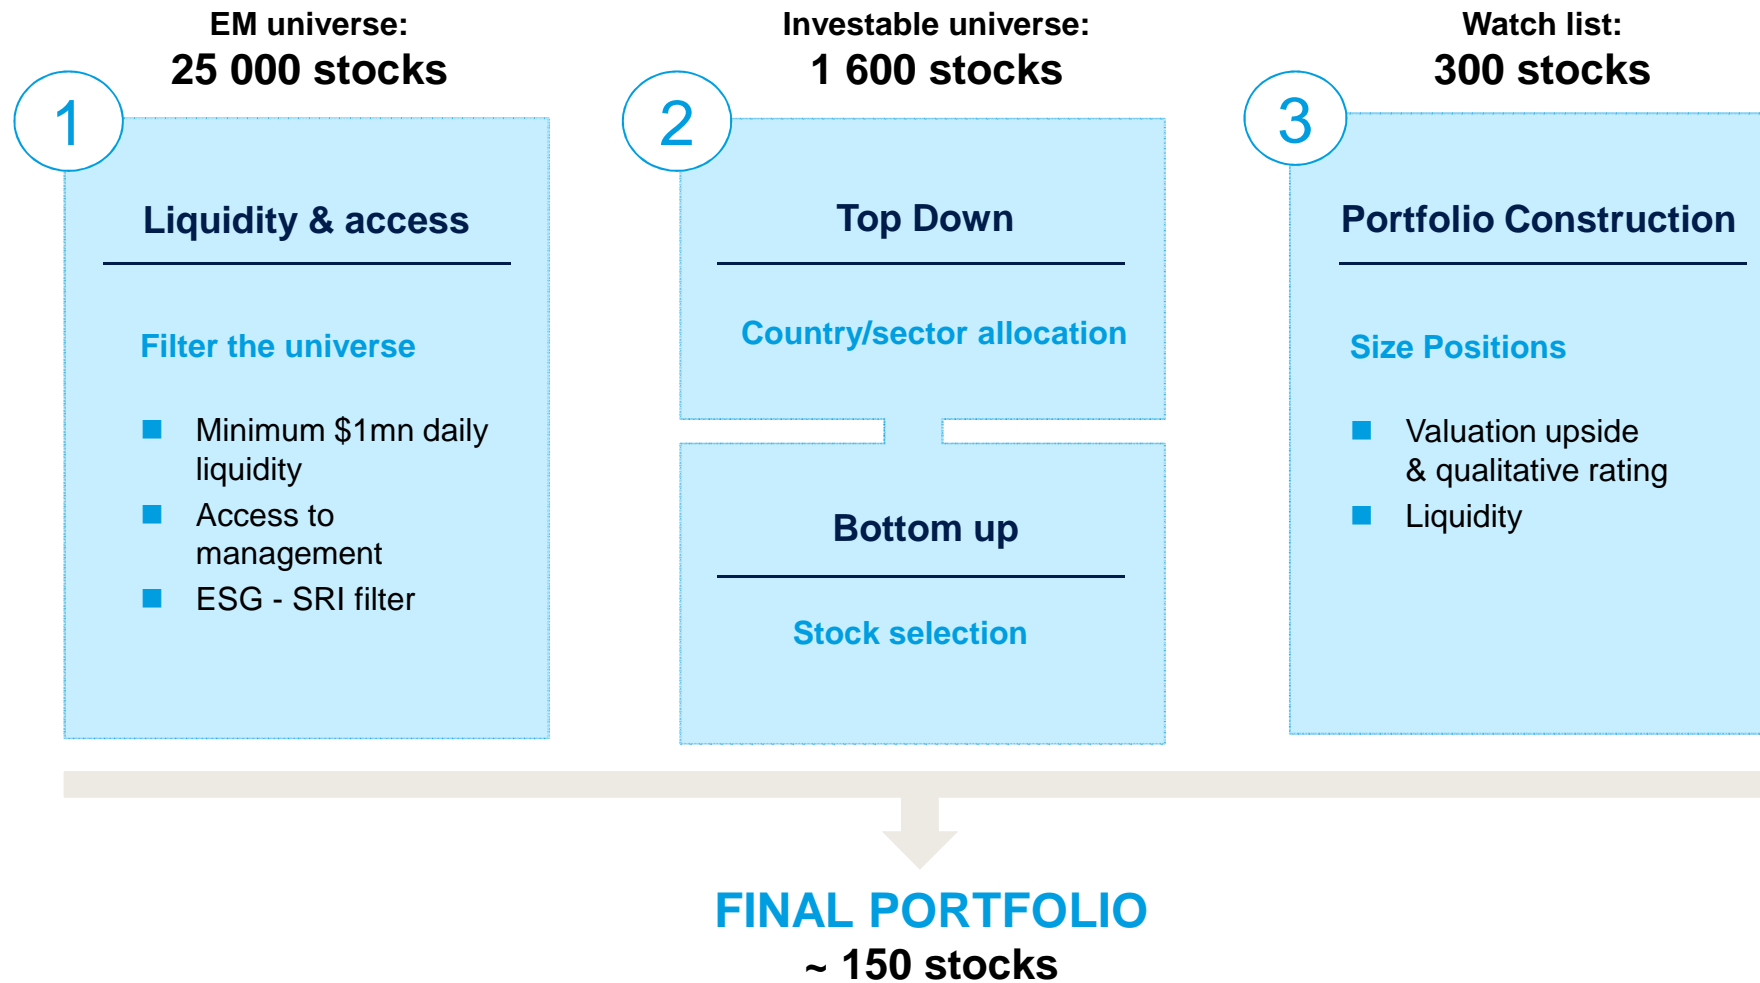 EM universe:
25 000 stocks
1
Liquidity & access
Filter the universe
Minimum $1mn daily
liquidity
Access to
management
ESG - SRI filter
Investable universe:
1 600 stocks
2
Top Down
Country/sector allocation
Bottom up
Stock selection
Watch list:
300 stocks
3
Portfolio Construction
Size Positions
Valuation upside
& qualitative rating
Liquidity
FINAL PORTFOLIO
~ 150 stocks